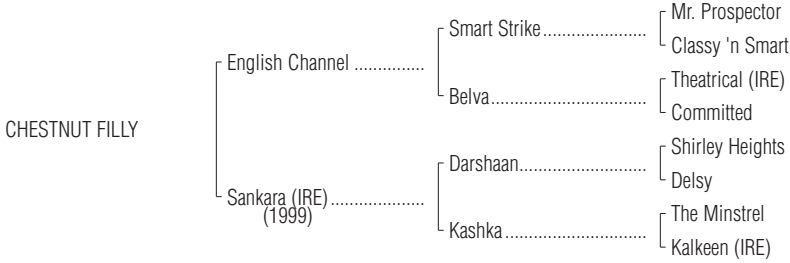 Mr. Prospector
Smart Strike......................
Classy 'n Smart
English Channel ...............
Theatrical (IRE)
Belva.................................
Committed
CHESTNUT FILLY
Shirley Heights
Darshaan...........................
Delsy
Sankara (IRE)....................
(1999)
The Minstrel
Kashka..............................
Kalkeen (IRE)